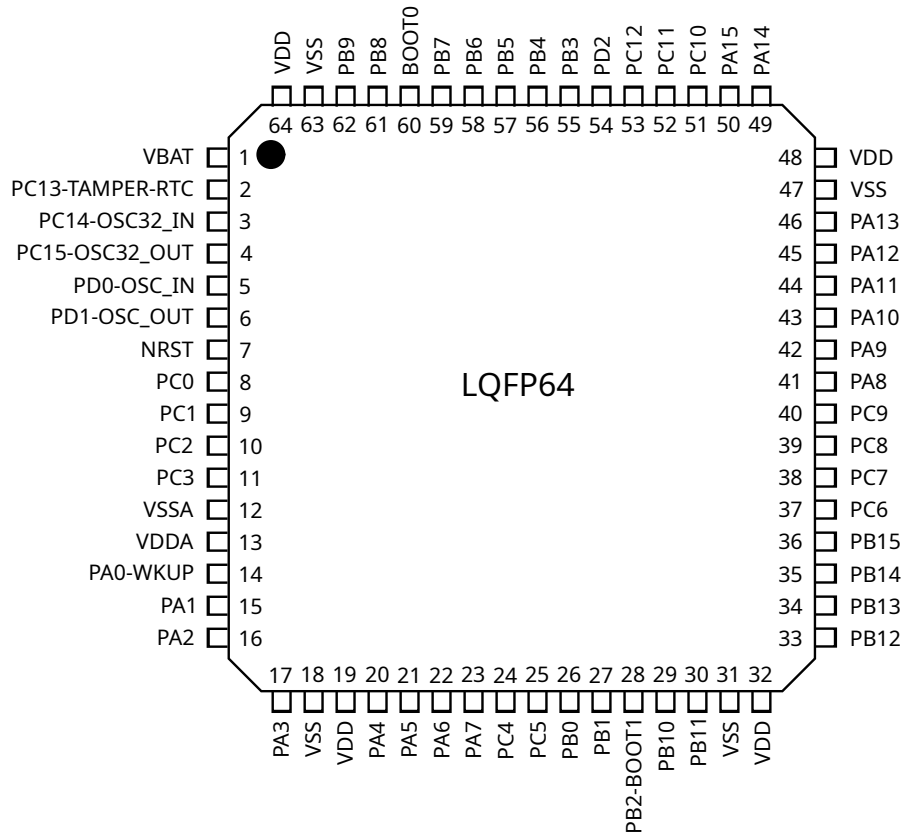 VDD
VSS
PB9
PB8
BOOT0
PB7
PB6
PB5
PB4
PB3
PD2
PC12
PC11
PC10
PA15
PA14
64 63 62 61 60 59 58 57 56 55 54 53 52 51 50 49
VBAT 1 48 VDD
PC13-TAMPER-RTC 2 47 VSS
PC14-OSC32_IN 3 46 PA13
PC15-OSC32_OUT 4 45 PA12
PD0-OSC_IN 5 44 PA11
PD1-OSC_OUT 6 43 PA10
NRST 7 42 PA9
PC0 8 41 PA8
LQFP64
PC1 9 40 PC9
PC2 10 39 PC8
PC3 11 38 PC7
VSSA 12 37 PC6
VDDA 13 36 PB15
PA0-WKUP 14 35 PB14
PA1 15 34 PB13
PA2 16 33 PB12
17 18 19 20 21 22 23 24 25 26 27 28 29 30 31 32
PA3
VSS
VDD
PA4
PA5
PA6
PA7
PC4
PC5
PB0
PB1
PB2-BOOT1
PB10
PB11
VSS
VDD